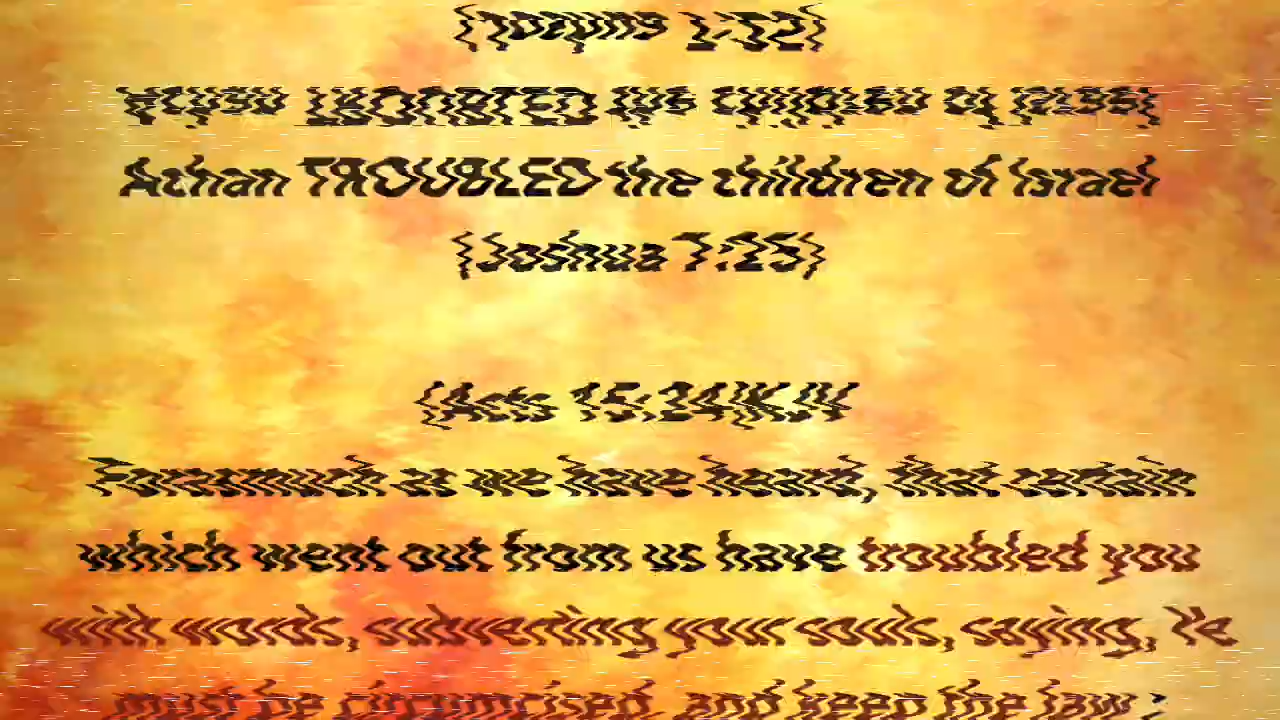 (Joshua 7:25)
Achan TROUBLED the children of Israel
Achan TROUBLED the children of Israel
(Joshua 7:25)
(Acts 15:24)KJV
Forasmuch as we have heard, that certain
which went out from us have troubled you
with words, subverting your souls, saying, Ye
must be circumcised, and keep the law :